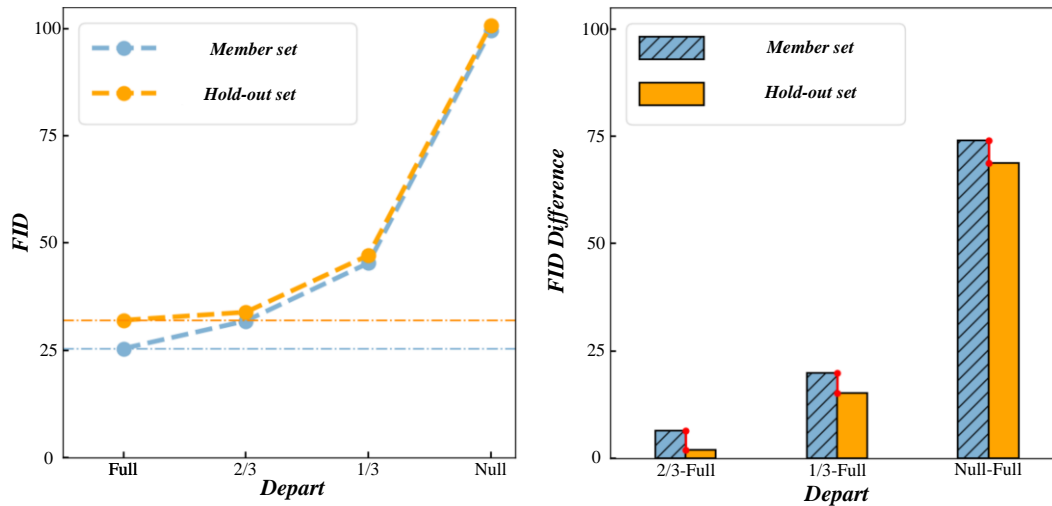 100
75
50
25
0
FID
Member set
Hold-out set
Full
2/3
1/3
Null
Depart
100
75
50
25
0
FID Difference
Member set
Hold-out set
2/3-Full
1/3-Full
Null-Full
Depart